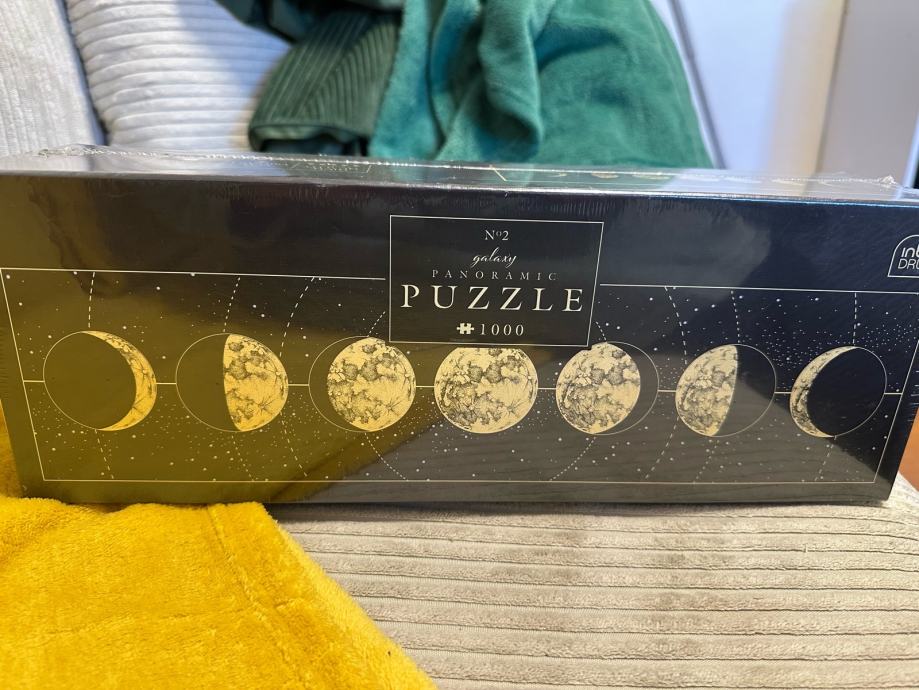 Nº2
galaxy
PANORAMIC
PUZZLE
1000